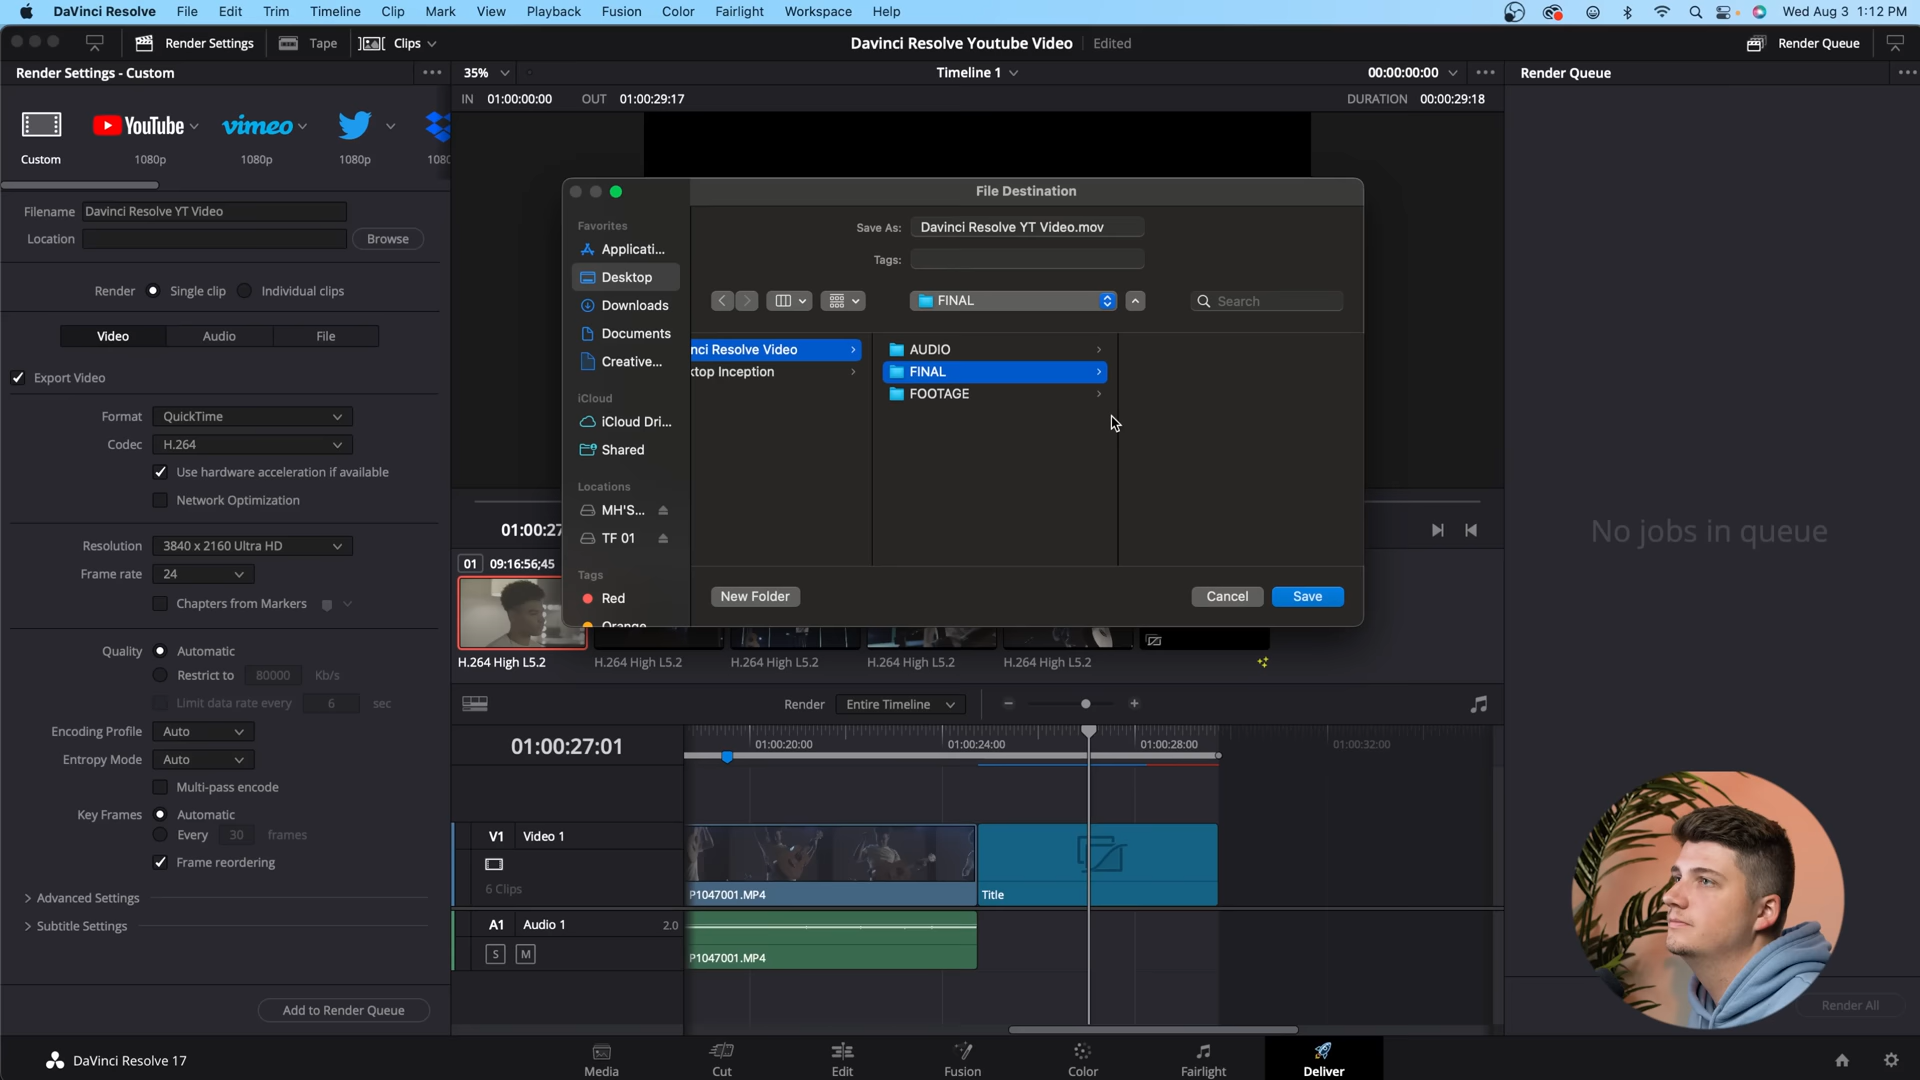 DaVinci Resolve File Edit Trim Timeline Clip Mark View Playback Fusion Color Fairlight Workspace Help Wed Aug 3 1:12 PM
Render Settings Tape Clips Davinci Resolve Youtube Video Edited Render Queue
Render Settings - Custom 35% Timeline 1 00:00:00:00 Render Queue
IN 01:00:00:00 OUT 01:00:29:17 DURATION 00:00:29:18
YouTube vimeo
Custom 1080p 1080p 1080p 108
File Destination
Filename Davinci Resolve YT Video
Location Browse
Favorites
Save As: Davinci Resolve YT Video.mov
Applicati...
Tags:
Desktop
Render Single clip Individual clips
Downloads FINAL Search
Documents
Video Audio File
nci Resolve Video AUDIO
Creative...
ktop Inception FINAL
FOOTAGE
Export Video
iCloud
iCloud Dri...
Shared
Format QuickTime
Codec H.264
Use hardware acceleration if available
Network Optimization
Locations
MH'S...
TF 01
01:00:27
No jobs in queue
Resolution 3840 x 2160 Ultra HD
Frame rate 24
Chapters from Markers
01 09:16:56;45
Tags
Red
Orange
New Folder Cancel Save
Quality Automatic
Restrict to 80000 Kb/s
Limit data rate every 6 sec
H.264 High L5.2 H.264 High L5.2 H.264 High L5.2 H.264 High L5.2 H.264 High L5.2
Render Entire Timeline
Encoding Profile Auto
Entropy Mode Auto
Multi-pass encode
Key Frames Automatic
Every 30 frames
Frame reordering
Advanced Settings
Subtitle Settings
01:00:27:01 01:00:20:00 01:00:24:00 01:00:28:00 01:00:32:00
V1 Video 1
6 Clips
P1047001.MP4 Title
A1 Audio 1 2.0
S M
P1047001.MP4
Add to Render Queue
Render All
DaVinci Resolve 17
Media Cut Edit Fusion Color Fairlight Deliver